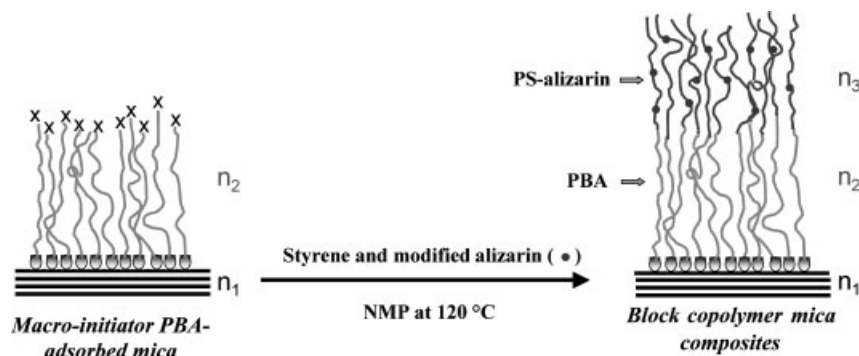 X X X X X X X X X X
n2
n1
Macro-initiator PBA-
adsorbed mica
Styrene and modified alizarin ( • )
NMP at 120 °C
PS-alizarin
PBA
n3
n2
n1
Block copolymer mica
composites